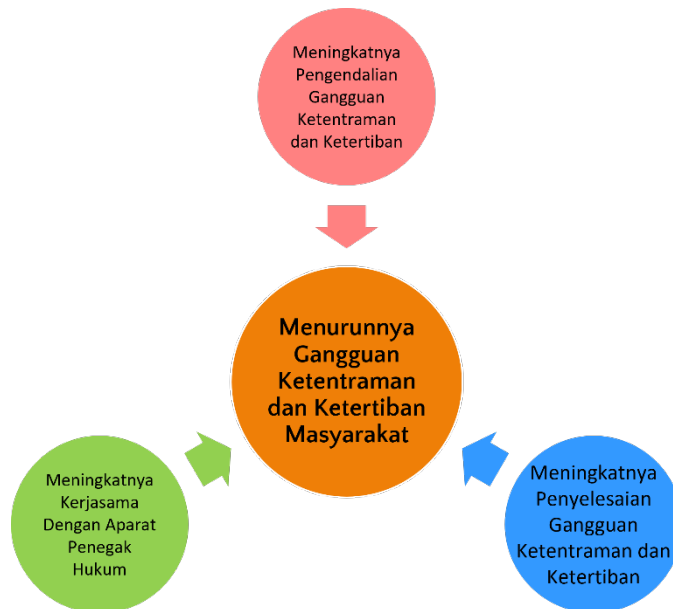 Meningkatnya
Pengendalian
Gangguan
Ketentraman
dan Ketertiban
Menurunnya
Gangguan
Ketentraman
dan Ketertiban
Masyarakat
Meningkatnya
Kerjasama
Dengan Aparat
Penegak
Hukum
Meningkatnya
Penyelesaian
Gangguan
Ketentraman dan
Ketertiban